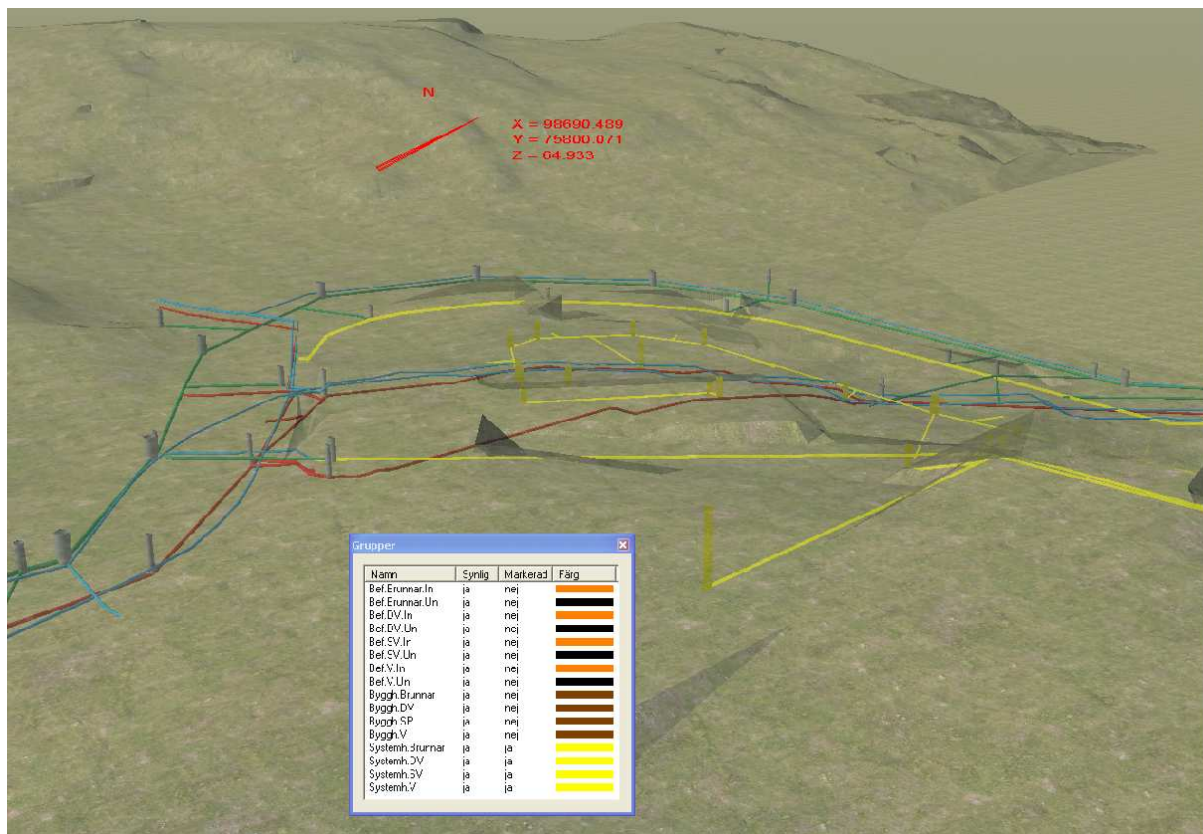 N
X = 98690.489
Y = 75800.071
Z = 64.933
Grupper
Namn Synlig Markerad Färg
Bef.Brunnar.In ja nej
Bef.Brunnar.Un ja nej
Bef.DV.In ja nej
Bef.DV.Un ja nej
Bef.SV.In ja nej
Bef.SV.Un ja nej
Bef.V.In ja nej
Bef.V.Un ja nej
Byggh.Brunnar ja nej
Byggh.DV ja nej
Byggh.SP ja nej
Byggh.V ja nej
Systemh.Brunnar ja ja
Systemh.DV ja ja
Systemh.SV ja ja
Systemh.V ja ja